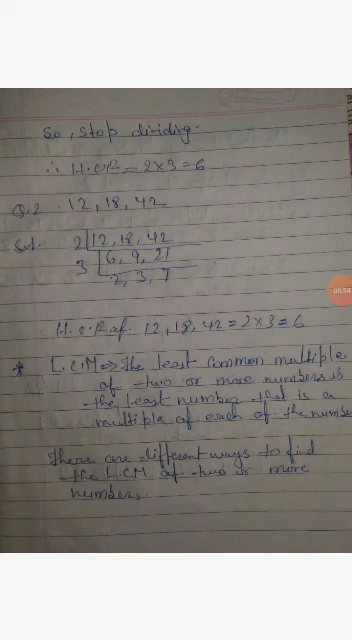 So, stop dividing.
∴ H.C.F. = 2×3=6
Q.2 . 12, 18, 42
Sol- 2|12, 18, 42
3|6, 9, 21
2, 3, 7
H.C.F of 12, 18, 42 = 2×3=6
* L.C.M ⇒ The least common multiple
of two or more numbers is
the least number that is a
multiple of each of the number
There are different ways to find
the L.C.M. of two or more
numbers.
05:54